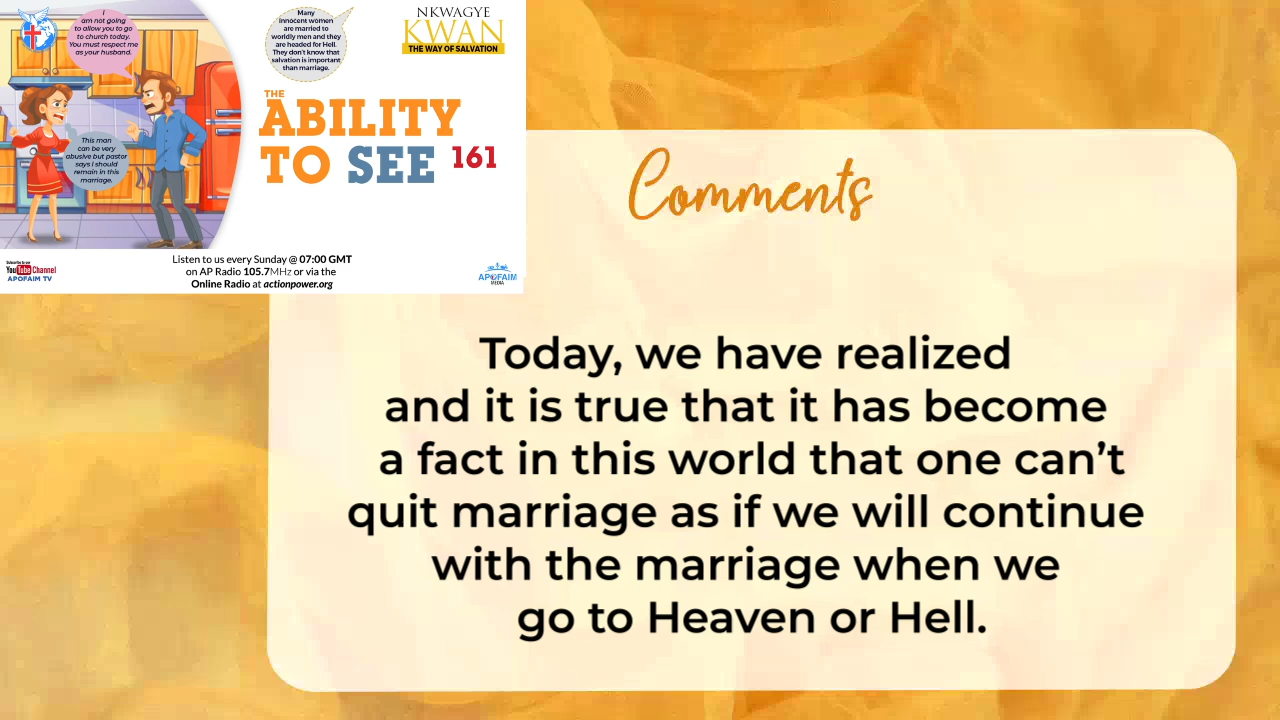 I
am not going
to allow you to go
to church today.
You must respect me
as your husband.
This man
can be very
abusive but pastor
says I should
remain in this
marriage.
Many
innocent women
are married to
worldly men and they
are headed for Hell.
They don't know that
salvation is important
than marriage.
NKWAGYE
KWAN
THE WAY OF SALVATION
THE
ABILITY
TO SEE 161
Subscribe to our
YouTube Channel
APOFAIM TV
Listen to us every Sunday @ 07:00 GMT
on AP Radio 105.7MHz or via the
Online Radio at actionpower.org
APOFAIM
MEDIA
Comments
Today, we have realized
and it is true that it has become
a fact in this world that one can't
quit marriage as if we will continue
with the marriage when we
go to Heaven or Hell.